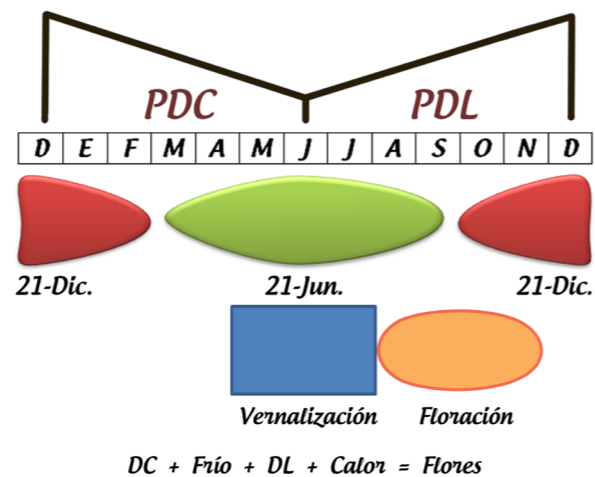 PDC PDL
D E F M A M J J A S O N D
21-Dic. 21-Jun. 21-Dic.
Vernalización Floración
DC + Frío + DL + Calor = Flores